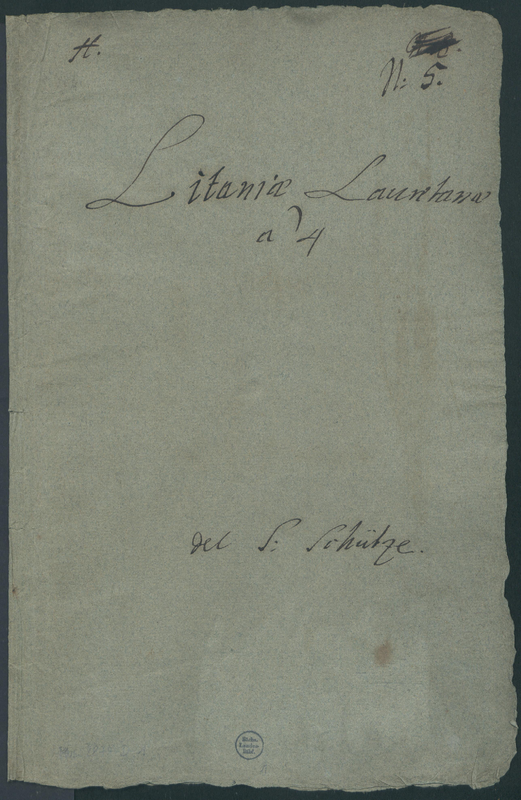 H.
N: 5.
Litaniæ Lauretanæ
a 4
del S: Schütze.